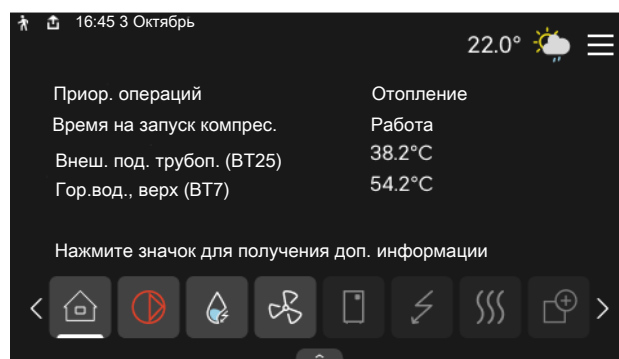 16:45 3 Октябрь
22.0°
Приор. операций Отопление
Время на запуск компрес. Работа
Внеш. под. трубоп. (BT25) 38.2°C
Гор.вод., верх (BT7) 54.2°C
Нажмите значок для получения доп. информации